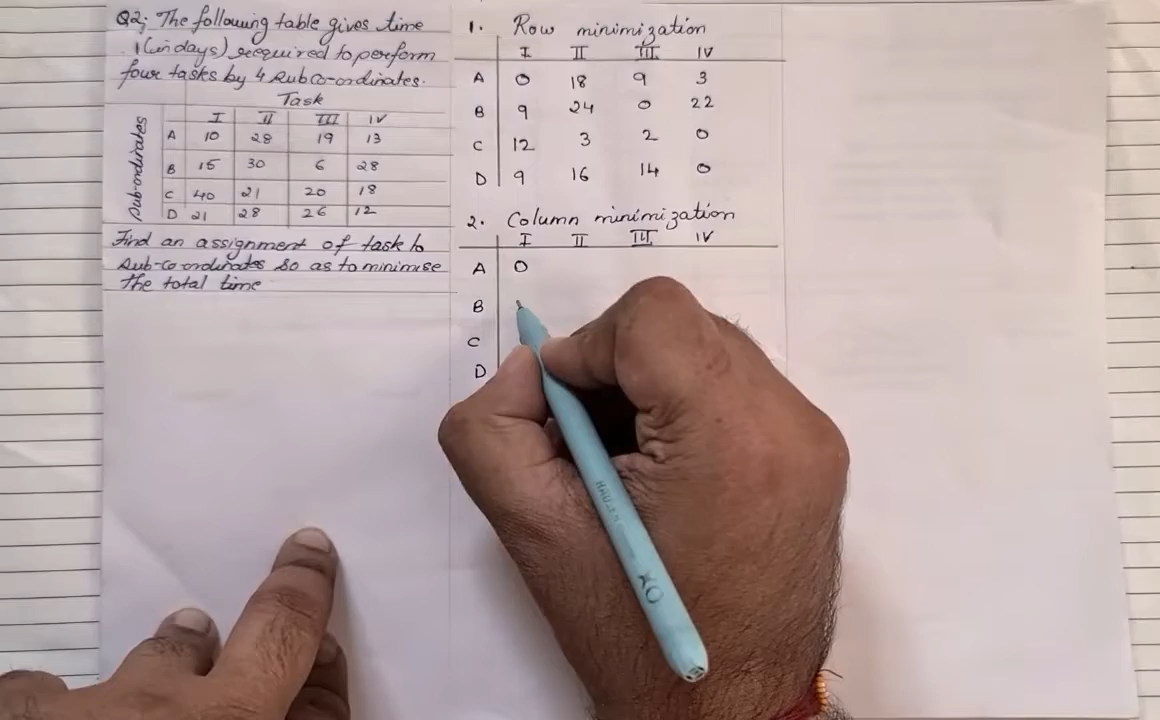 Q2; The following table gives time
(in days) required to perform
four tasks by 4 sub co-ordinates.
Task
Sub-ordinates
I II III IV
A 10 28 19 13
B 15 30 6 28
C 40 21 20 18
D 21 28 26 12
Find an assignment of task to
sub-co-ordinates so as to minimise
the total time
1. Row minimization
I II III IV
A 0 18 9 3
B 9 24 0 22
C 12 3 2 0
D 9 16 14 0
2. Column minimization
I II III IV
A 0
B
C
D
HAUSER XO